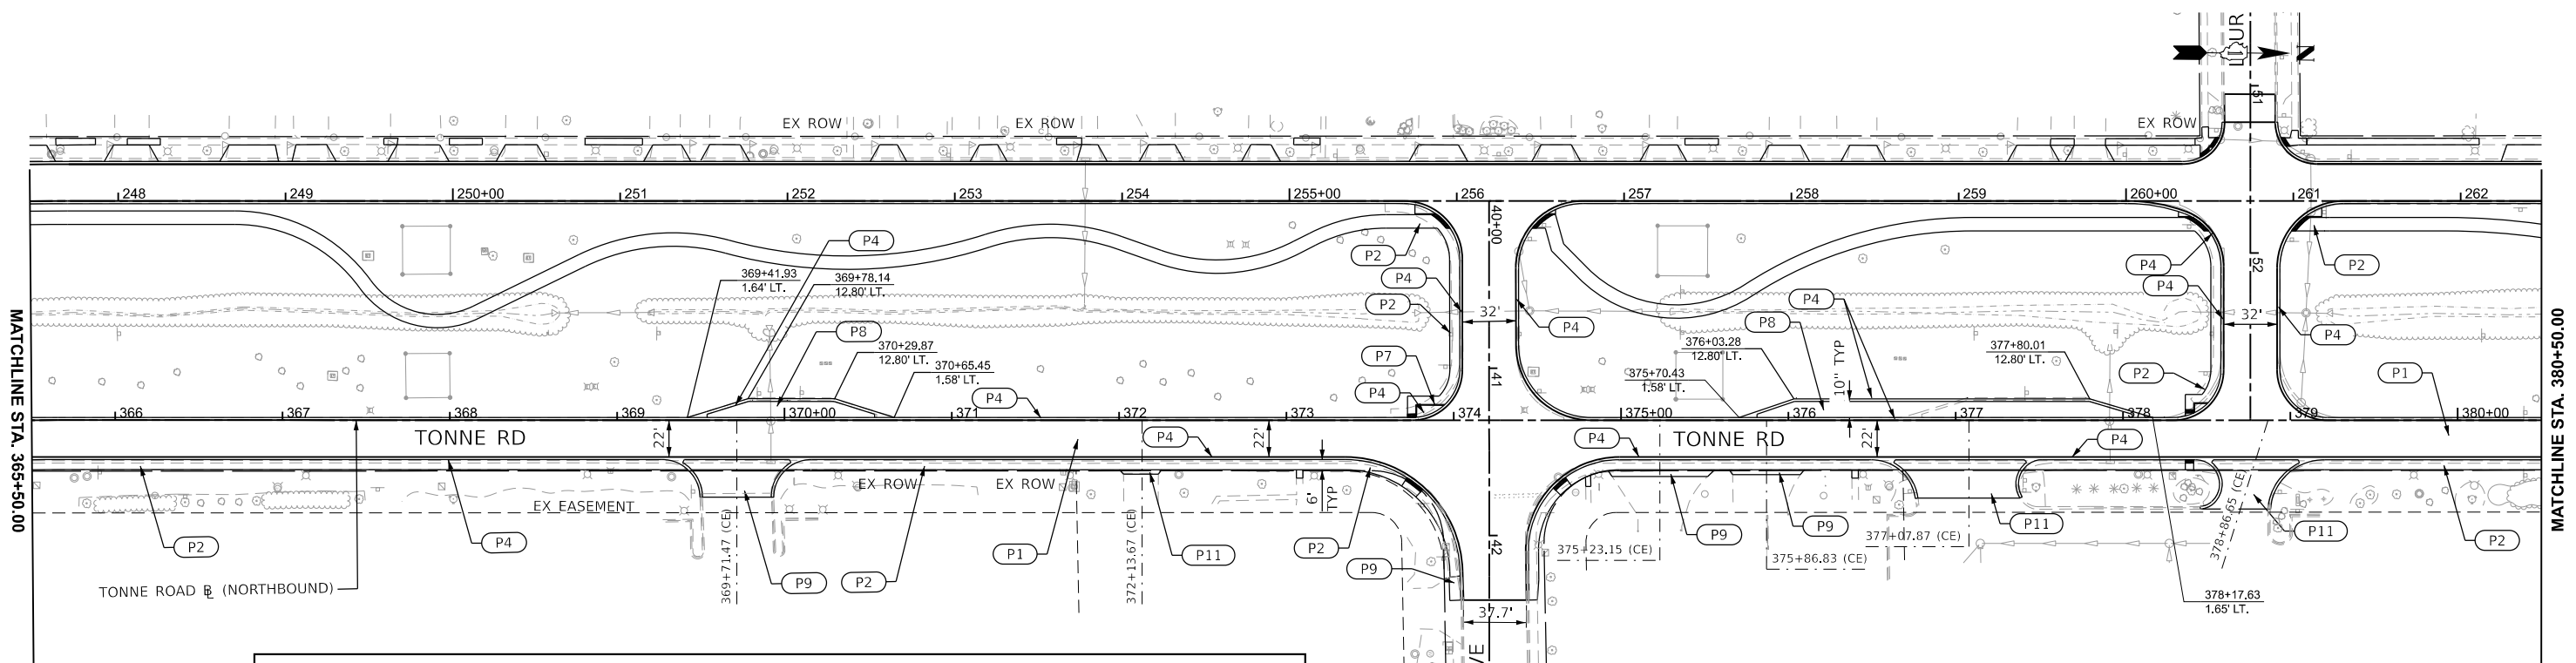 51
N
EX ROW
EX ROW
EX ROW
248
249
250+00
251
252
253
254
255+00
256
257
258
259
260+00
261
262
40+00
P4
P2
P4
P2
P4
P4
52
P2
P4
369+41.93
1.64' LT.
369+78.14
12.80' LT.
P2
32'
P4
P4
32'
P4
P8
370+29.87
12.80' LT.
370+65.45
1.58' LT.
P8
376+03.28
12.80' LT.
377+80.01
12.80' LT.
10" TYP
P7
P4
P4
41
375+70.43
1.58' LT.
P2
P1
MATCHLINE STA. 365+50.00
MATCHLINE STA. 380+50.00
366
367
368
369
370+00
371
372
373
374
375+00
376
377
378
379
380+00
TONNE RD
22'
P4
22'
P4
TONNE RD
22'
P4
EX ROW
EX ROW
6'
TYP
EX EASEMENT
P2
P4
P1
P11
P2
42
P9
P9
P11
P11
P2
P9
P2
P9
369+71.47 (CE)
372+13.67 (CE)
375+23.15 (CE)
375+86.83 (CE)
377+07.87 (CE)
378+86.65 (CE)
TONNE ROAD BL (NORTHBOUND)
37.7'
378+17.63
1.65' LT.